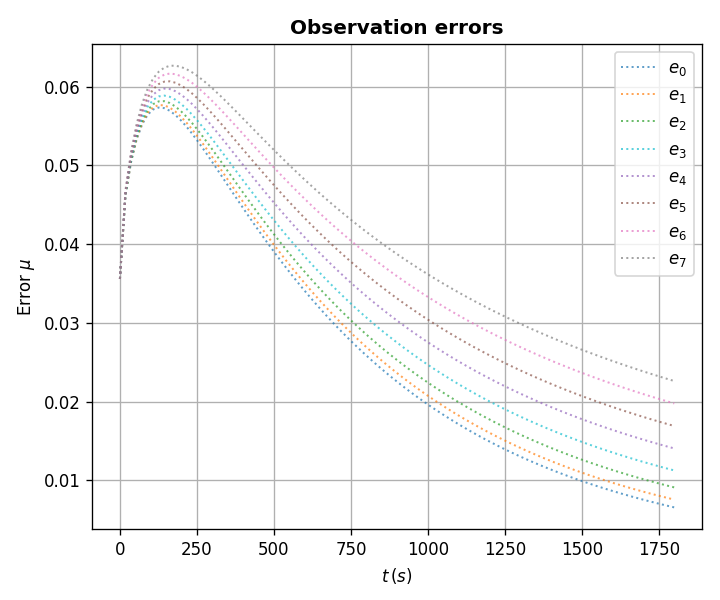 Observation errors
e₀
e₁
e₂
e₃
e₄
e₅
e₆
e₇
0.06
0.05
0.04
0.03
0.02
0.01
Error μ
0 250 500 750 1000 1250 1500 1750
t (s)